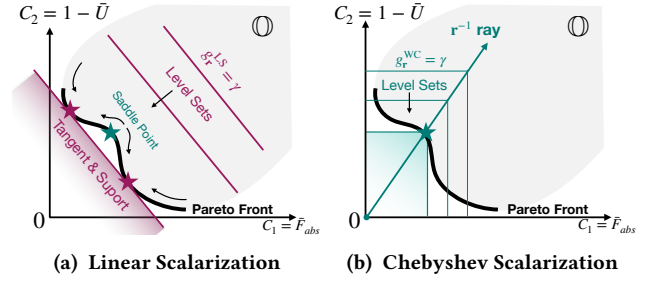 C₂ = 1 − Ū
𝕆
g_r^{LS} = γ
Level Sets
Saddle Point
Tangent & Suport
Pareto Front
0
C₁ = F̄_{abs}
(a) Linear Scalarization
C₂ = 1 − Ū
𝕆
r⁻¹ ray
g_r^{WC} = γ
Level Sets
Pareto Front
0
C₁ = F̄_{abs}
(b) Chebyshev Scalarization